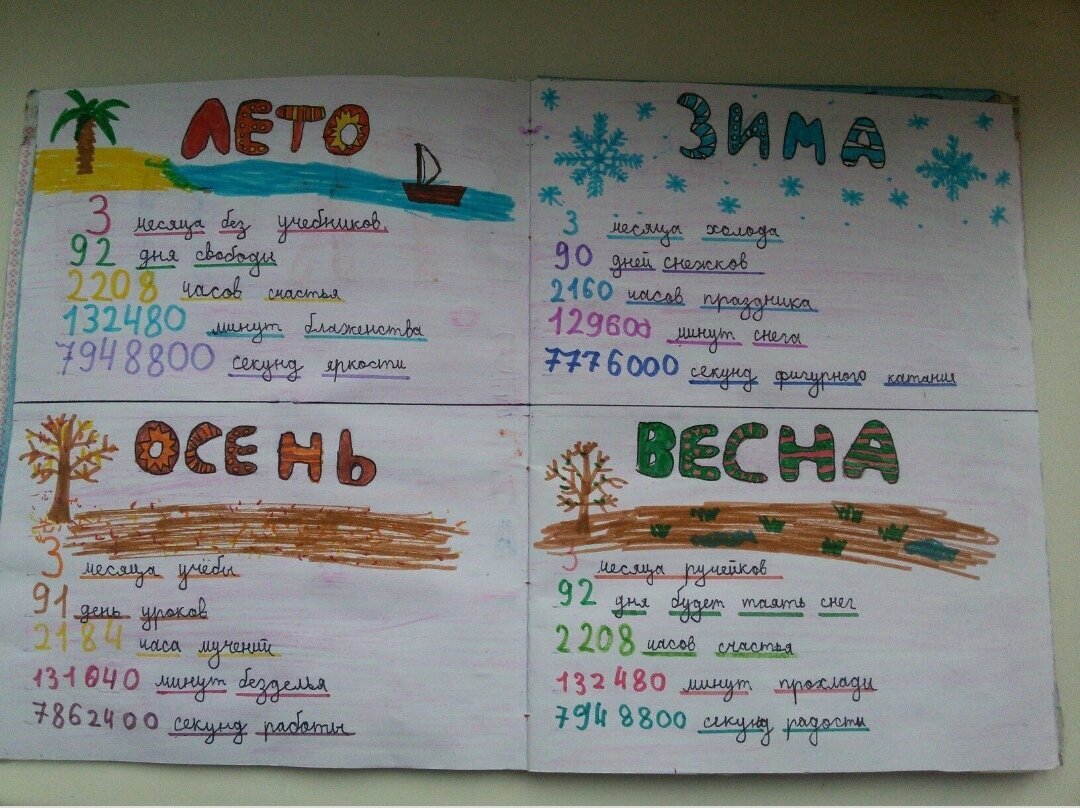 ЛЕТО
3 месяца без учебников.
92 дня свободы
2208 часов счастья
132480 минут блаженства
7948800 секунд яркости
ЗИМА
3 месяца холода
90 дней снежков
2160 часов праздника
129600 минут снега
7776000 секунд фигурного катания
ОСЕНЬ
3 месяца учёбы
91 день уроков
2184 часа мучений
131040 минут безделья
7862400 секунд работы
ВЕСНА
3 месяца ручейков
92 дня будет таять снег
2208 часов счастья
132480 минут прохлади
7948800 секунд радости